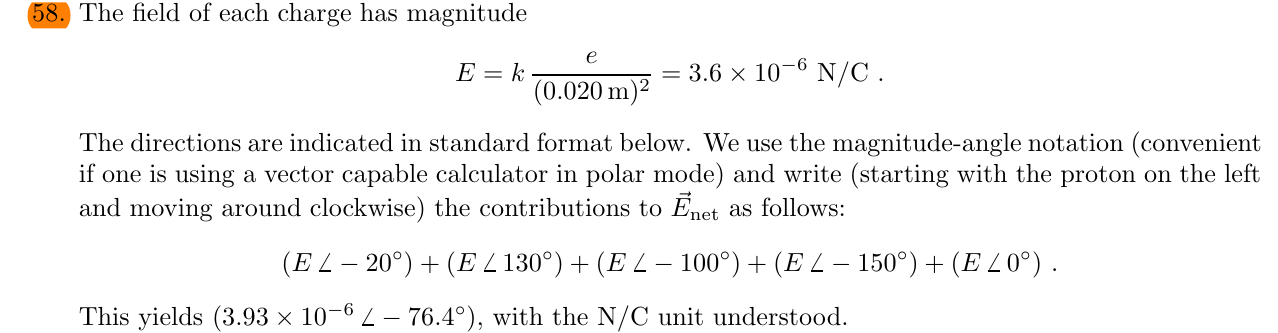 58. The field of each charge has magnitude
E = k e/(0.020 m)² = 3.6 × 10⁻⁶ N/C .
The directions are indicated in standard format below. We use the magnitude-angle notation (convenient
if one is using a vector capable calculator in polar mode) and write (starting with the proton on the left
and moving around clockwise) the contributions to E⃗net as follows:
(E ∠ − 20°) + (E ∠ 130°) + (E ∠ − 100°) + (E ∠ − 150°) + (E ∠ 0°) .
This yields (3.93 × 10⁻⁶ ∠ − 76.4°), with the N/C unit understood.